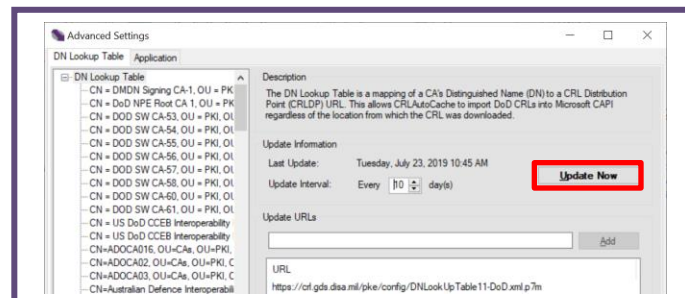 Advanced Settings
DN Lookup Table Application
DN Lookup Table
CN = DMDN Signing CA-1, OU = PK
CN = DoD NPE Root CA 1, OU = PK
CN = DOD SW CA-53, OU = PKI, OU
CN = DOD SW CA-54, OU = PKI, OU
CN = DOD SW CA-55, OU = PKI, OU
CN = DOD SW CA-56, OU = PKI, OU
CN = DOD SW CA-57, OU = PKI, OU
CN = DOD SW CA-58, OU = PKI, OU
CN = DOD SW CA-60, OU = PKI, OU
CN = DOD SW CA-61, OU = PKI, OU
CN = US DoD CCEB Interoperability
CN = US DoD CCEB Interoperability
CN=ADOCA016, OU=CAs, OU=PKI,
CN=ADOCA02, OU=CAs, OU=PKI, C
CN=ADOCA03, OU=CAs, OU=PKI, C
CN=Australian Defence Interoperabili
Description
The DN Lookup Table is a mapping of a CA's Distinguished Name (DN) to a CRL Distribution
Point (CRLDP) URL. This allows CRLAutoCache to import DoD CRLs into Microsoft CAPI
regardless of the location from which the CRL was downloaded.
Update Information
Last Update: Tuesday, July 23, 2019 10:45 AM
Update Interval: Every 10 day(s)
Update Now
Update URLs
Add
URL
https://crl.gds.disa.mil/pke/config/DNLookUpTable11-DoD.xml.p7m